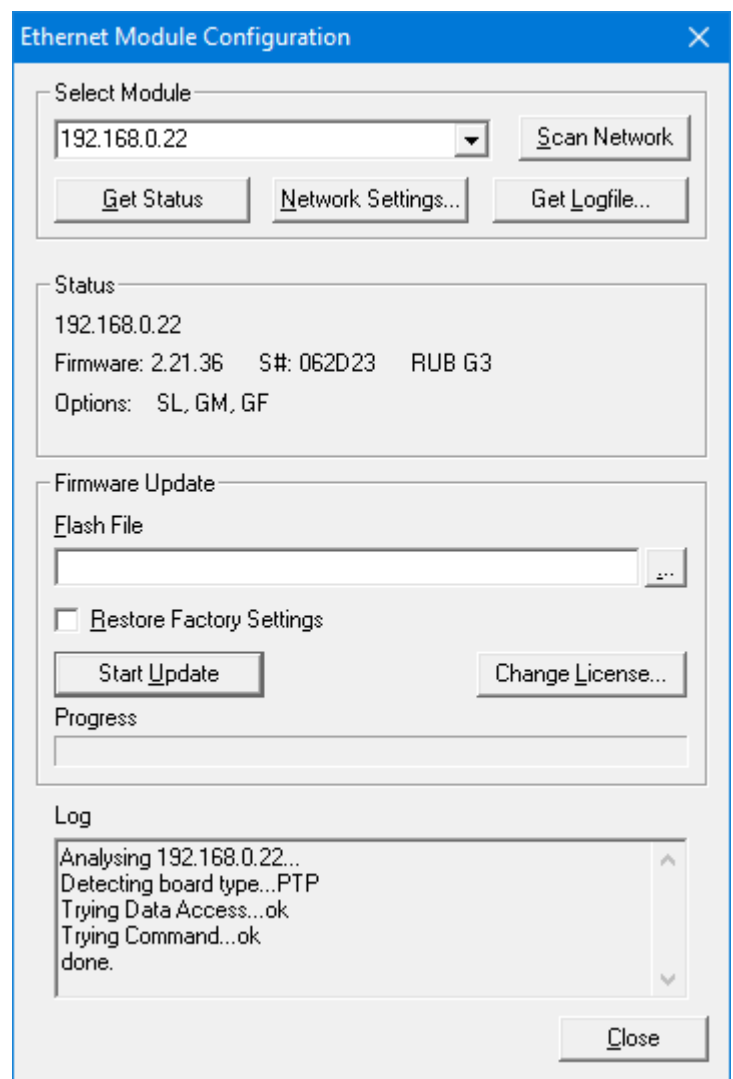 Ethernet Module Configuration
Select Module
192.168.0.22
Scan Network
Get Status Network Settings... Get Logfile...
Status
192.168.0.22
Firmware: 2.21.36 S#: 062D23 RUB G3
Options: SL, GM, GF
Firmware Update
Flash File
...
Restore Factory Settings
Start Update Change License...
Progress
Log
Analysing 192.168.0.22...
Detecting board type...PTP
Trying Data Access...ok
Trying Command...ok
done.
Close